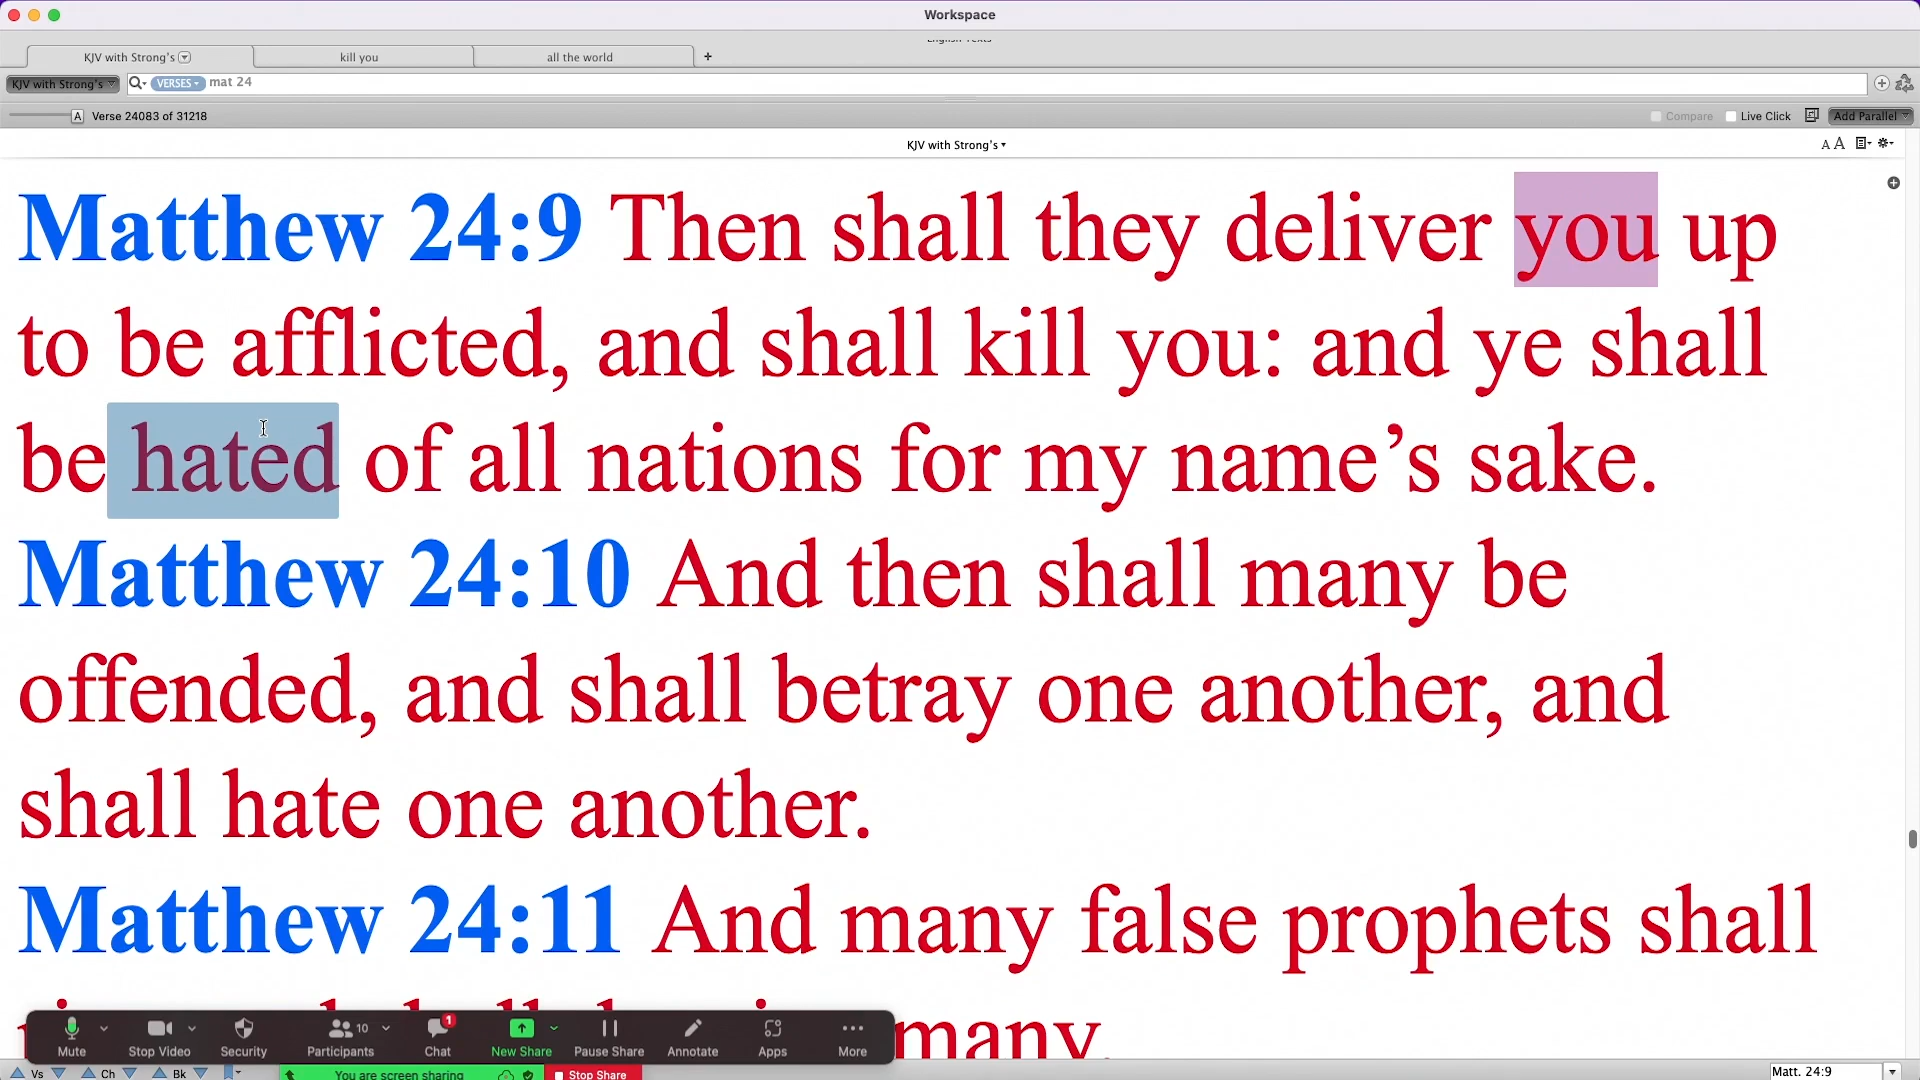 Workspace
English Texts
KJV with Strong's
kill you
all the world
+
KJV with Strong's
VERSES
mat 24
A
Verse 24083 of 31218
Compare
Live Click
Add Parallel
KJV with Strong's
A A
Matthew 24:9 Then shall they deliver you up
to be afflicted, and shall kill you: and ye shall
be hated of all nations for my name’s sake.
Matthew 24:10 And then shall many be
offended, and shall betray one another, and
shall hate one another.
Matthew 24:11 And many false prophets shall
many.
10
1
Mute
Stop Video
Security
Participants
Chat
New Share
Pause Share
Annotate
Apps
More
Vs
Ch
Bk
You are screen sharing
Stop Share
Matt. 24:9